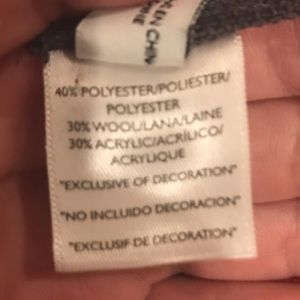 40% POLYESTER/POLIESTER/
POLYESTER
30% WOOL/LANA/LAINE
30% ACRYLIC/ACRÍLICO/
ACRYLIQUE
"EXCLUSIVE OF DECORATION"
"NO INCLUIDO DECORACION"
"EXCLUSIF DE DECORATION"